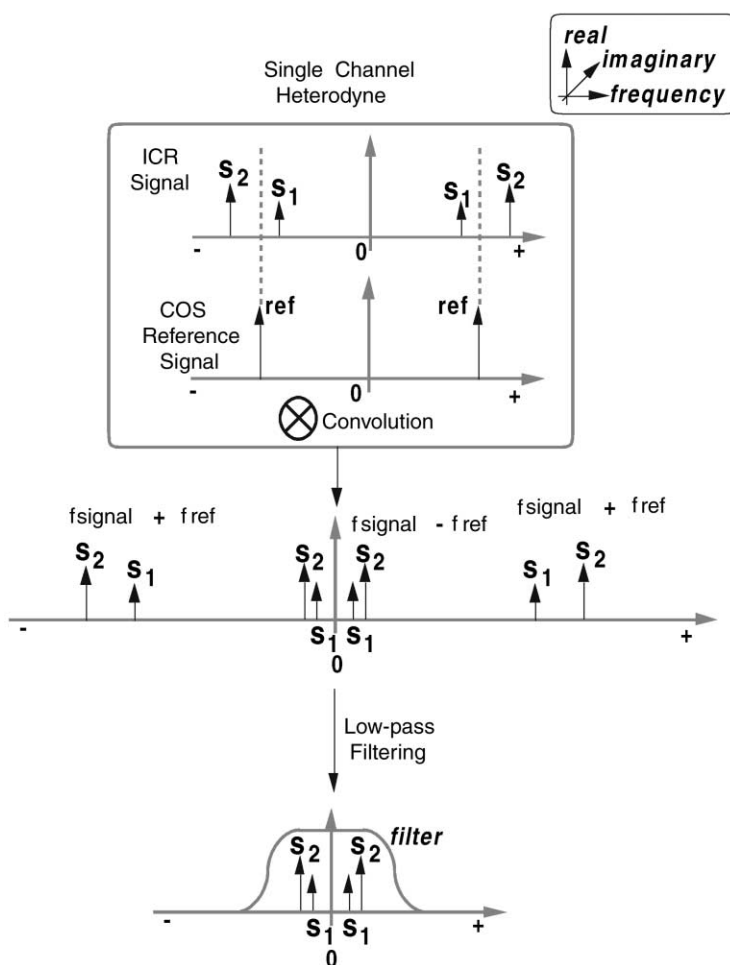 real
imaginary
frequency
Single Channel
Heterodyne
ICR
Signal
S2
S1
S1
S2
-
0
+
COS
Reference
Signal
ref
ref
-
0
+
Convolution
fsignal + fref
fsignal - fref
fsignal + fref
S2
S1
S2
S2
S1
S2
-
S1
S1
+
0
Low-pass
Filtering
filter
S2
S2
-
S1
S1
+
0